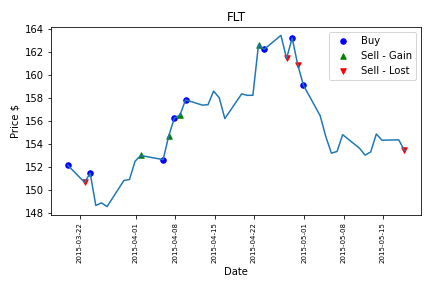 FLT
164
162
160
158
156
154
152
150
148
Price $
Buy
Sell - Gain
Sell - Lost
2015-03-22
2015-04-01
2015-04-08
2015-04-15
2015-04-22
2015-05-01
2015-05-08
2015-05-15
Date